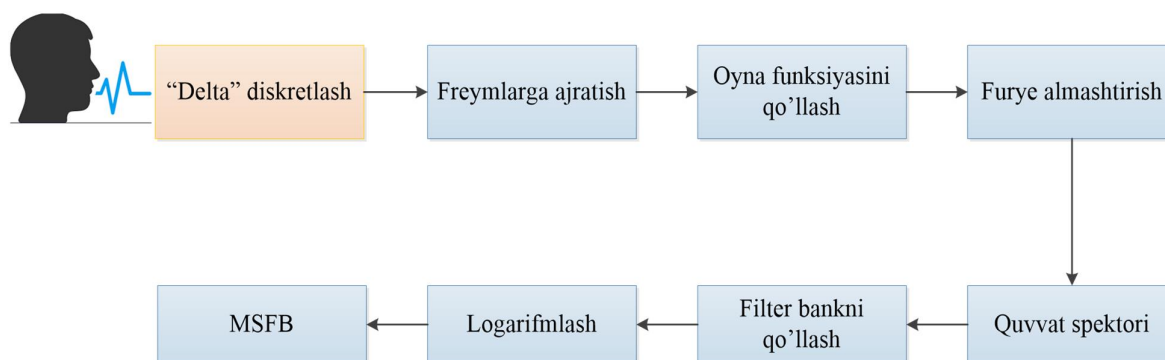 “Delta” diskretlash
Freymlarga ajratish
Oyna funksiyasini
qo’llash
Furye almashtirish
MSFB
Logarifmlash
Filter bankni
qo’llash
Quvvat spektori